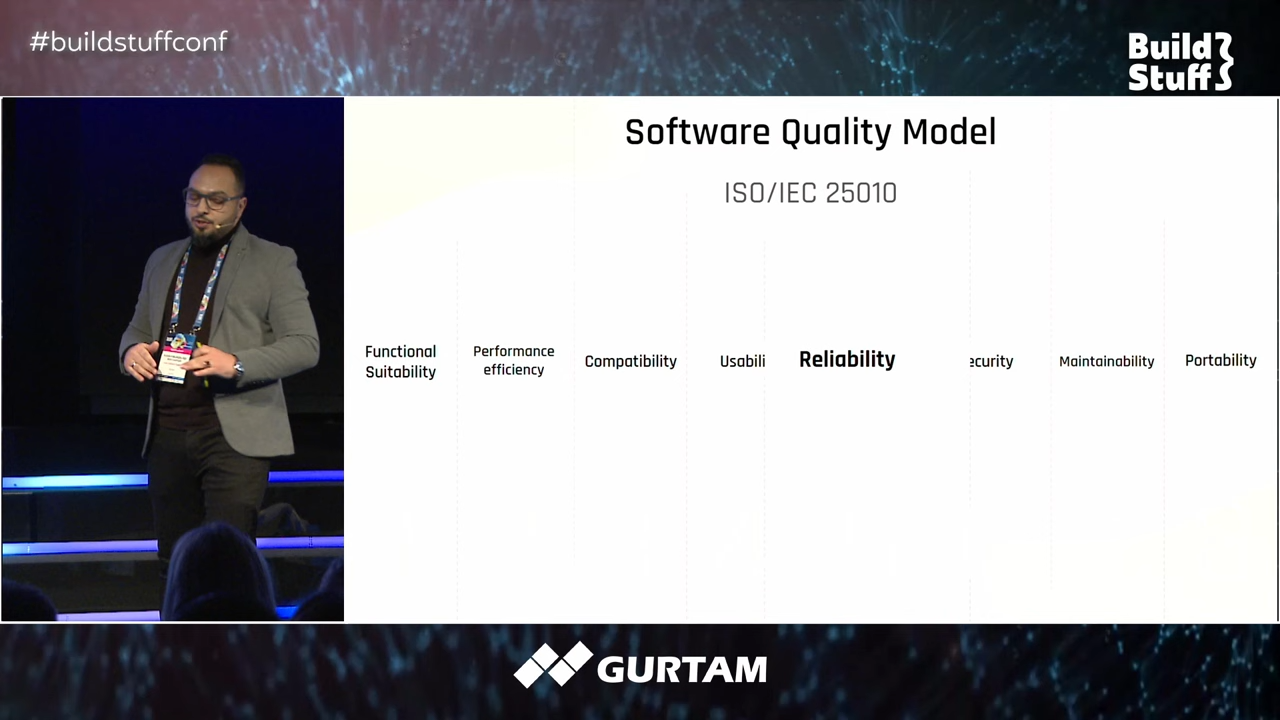 #buildstuffconf
Build
Stuff
Software Quality Model
ISO/IEC 25010
Functional
Suitability
Performance
efficiency
Compatibility
Usabili
Reliability
ecurity
Maintainability
Portability
GURTAM